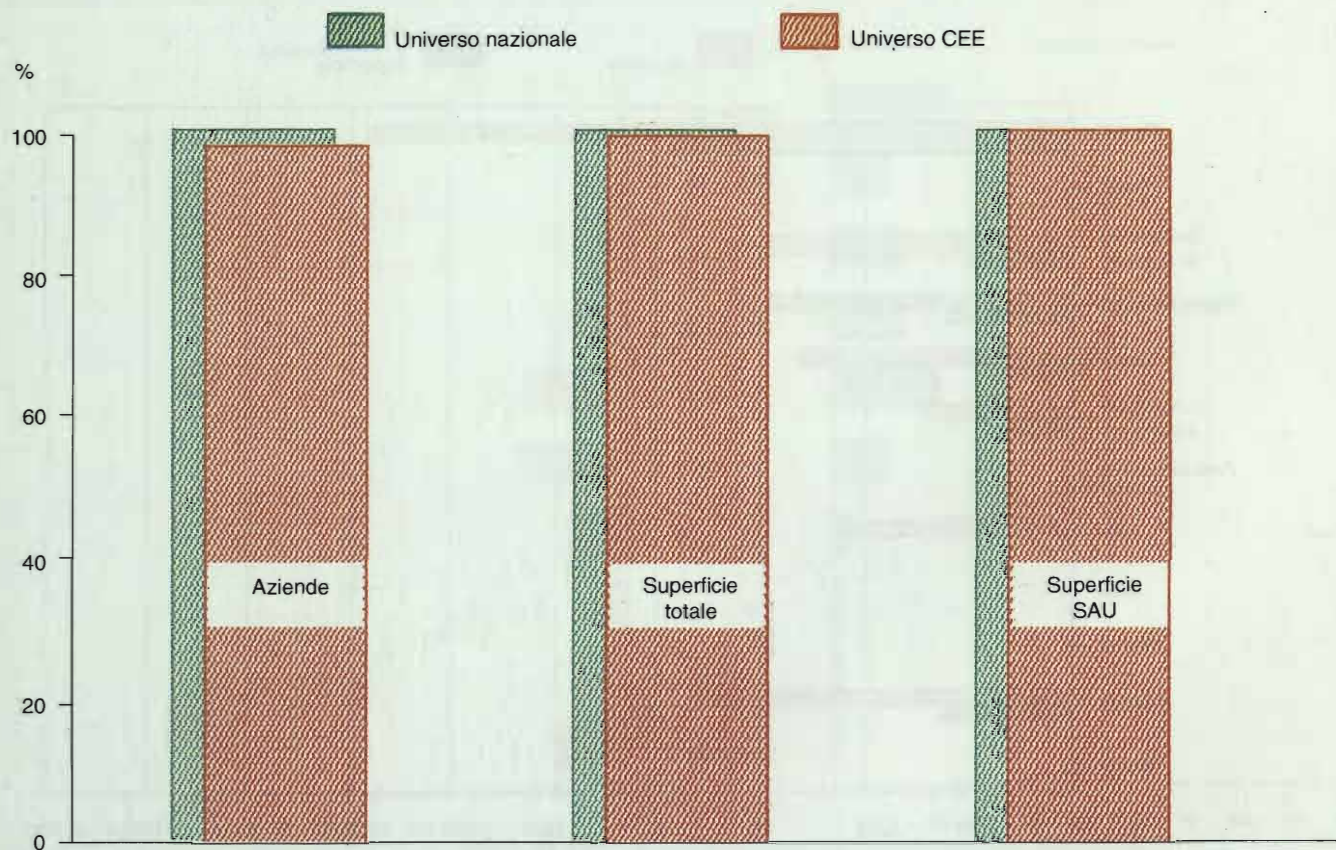 Universo nazionale
Universo CEE
%
100
80
60
40
20
0
Aziende
Superficie
totale
Superficie
SAU